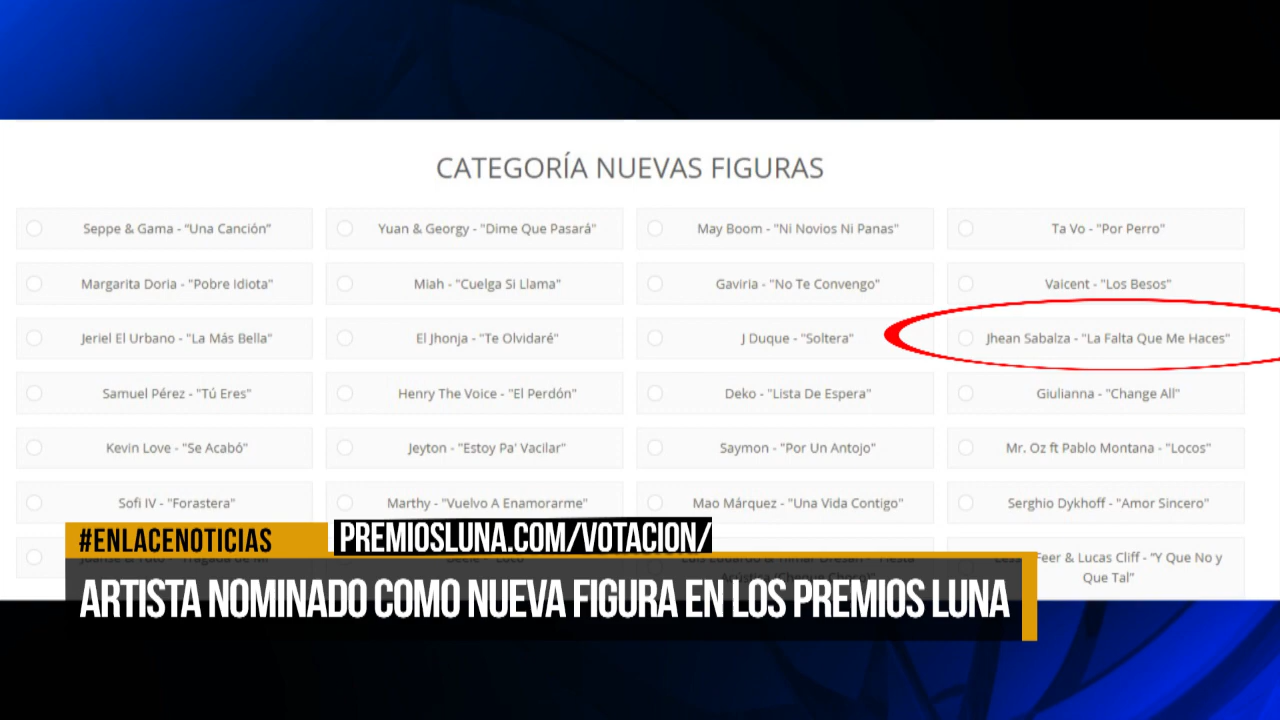 CATEGORÍA NUEVAS FIGURAS
Seppe & Gama - "Una Canción"
Yuan & Georgy - "Dime Que Pasará"
May Boom - "Ni Novios Ni Panas"
Ta Vo - "Por Perro"
Margarita Doria - "Pobre Idiota"
Miah - "Cuelga Si Llama"
Gaviria - "No Te Convengo"
Vaicent - "Los Besos"
Jeriel El Urbano - "La Más Bella"
El Jhonja - "Te Olvidaré"
J Duque - "Soltera"
Jhean Sabalza - "La Falta Que Me Haces"
Samuel Pérez - "Tú Eres"
Henry The Voice - "El Perdón"
Deko - "Lista De Espera"
Giulianna - "Change All"
Kevin Love - "Se Acabó"
Jeyton - "Estoy Pa' Vacilar"
Saymon - "Por Un Antojo"
Mr. Oz ft Pablo Montana - "Locos"
Sofi IV - "Forastera"
Marthy - "Vuelvo A Enamorarme"
Mao Márquez - "Una Vida Contigo"
Serghio Dykhoff - "Amor Sincero"
Feer & Lucas Cliff - "Y Que No y
Que Tal"
#ENLACENOTICIAS
PREMIOSLUNA.COM/VOTACION/
ARTISTA NOMINADO COMO NUEVA FIGURA EN LOS PREMIOS LUNA